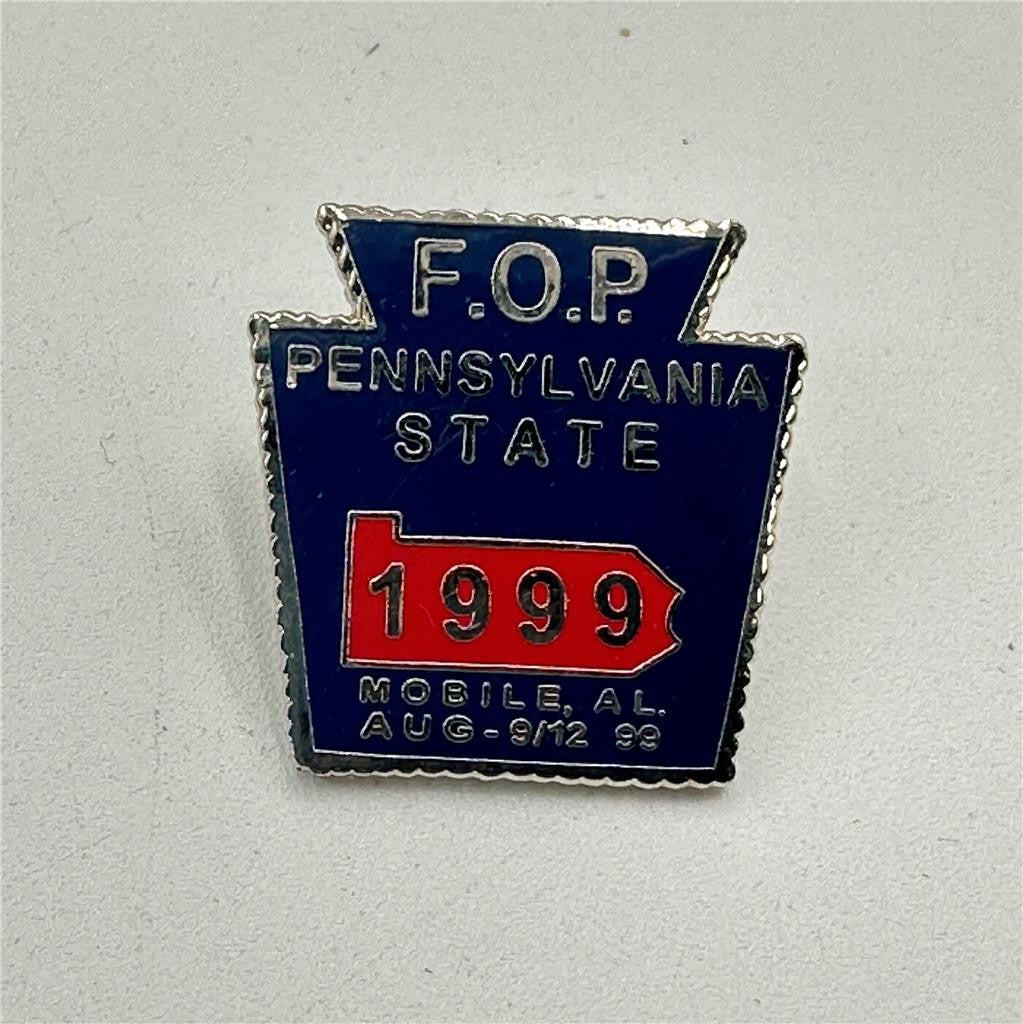 F.O.P.
PENNSYLVANIA
STATE
1999
MOBILE, AL.
AUG-9/12 99